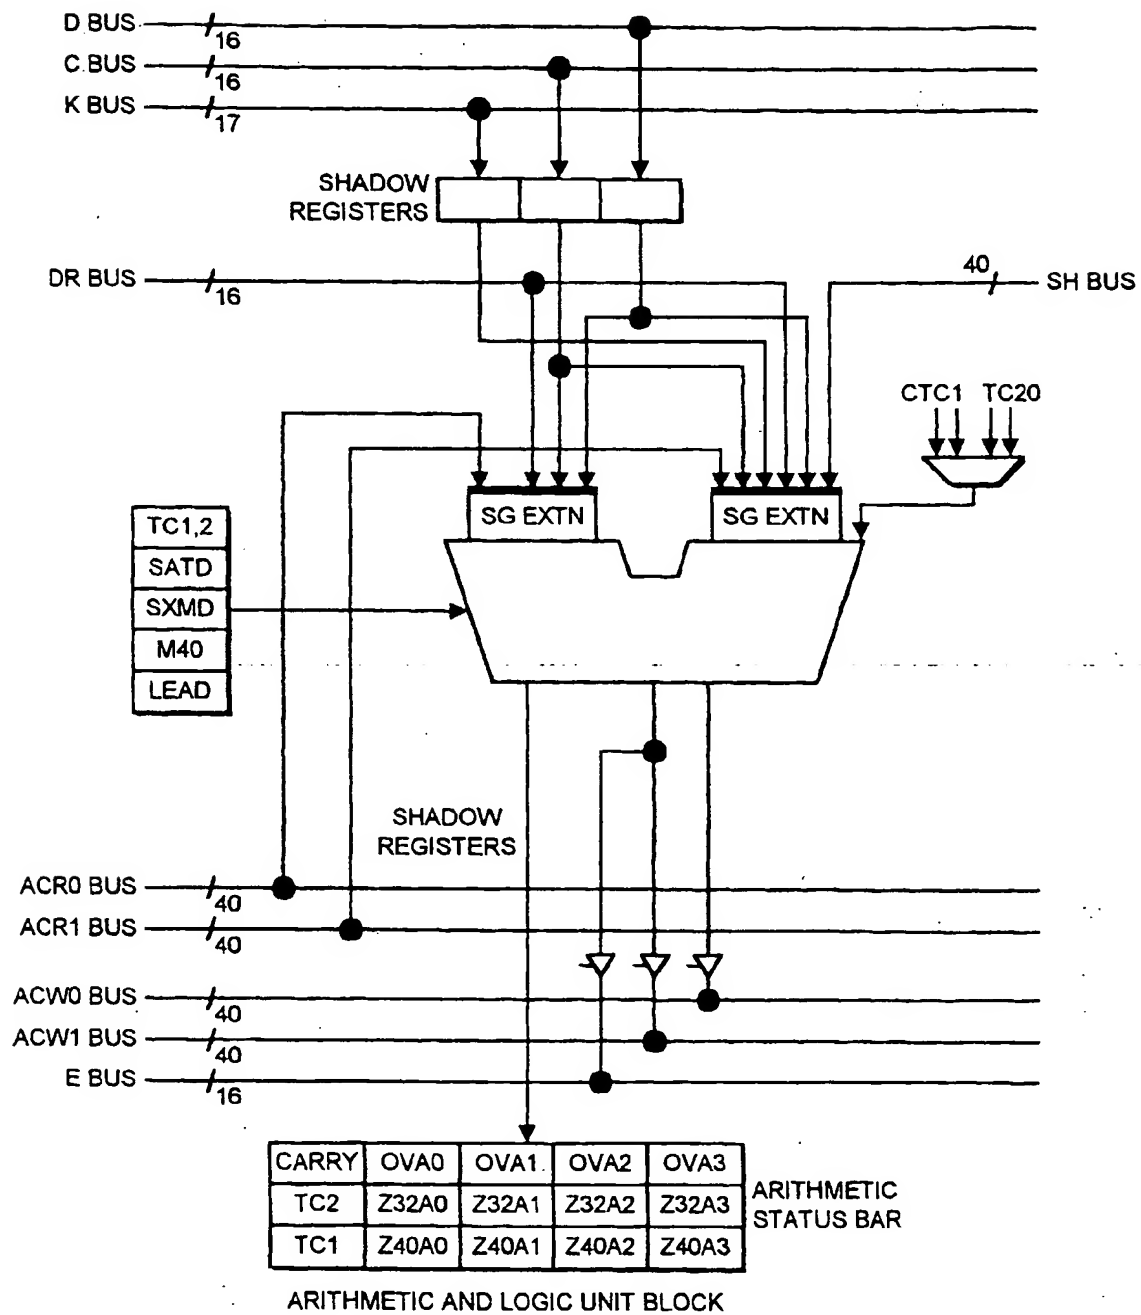 D BUS
16
C BUS
16
K BUS
17
SHADOW
REGISTERS
DR BUS
16
40
SH BUS
CTC1 TC20
SG EXTN
SG EXTN
TC1,2
SATD
SXMD
M40
LEAD
SHADOW
REGISTERS
ACR0 BUS
40
ACR1 BUS
40
ACW0 BUS
40
ACW1 BUS
40
E BUS
16
CARRY OVA0 OVA1 OVA2 OVA3
TC2 Z32A0 Z32A1 Z32A2 Z32A3
TC1 Z40A0 Z40A1 Z40A2 Z40A3
ARITHMETIC
STATUS BAR
ARITHMETIC AND LOGIC UNIT BLOCK